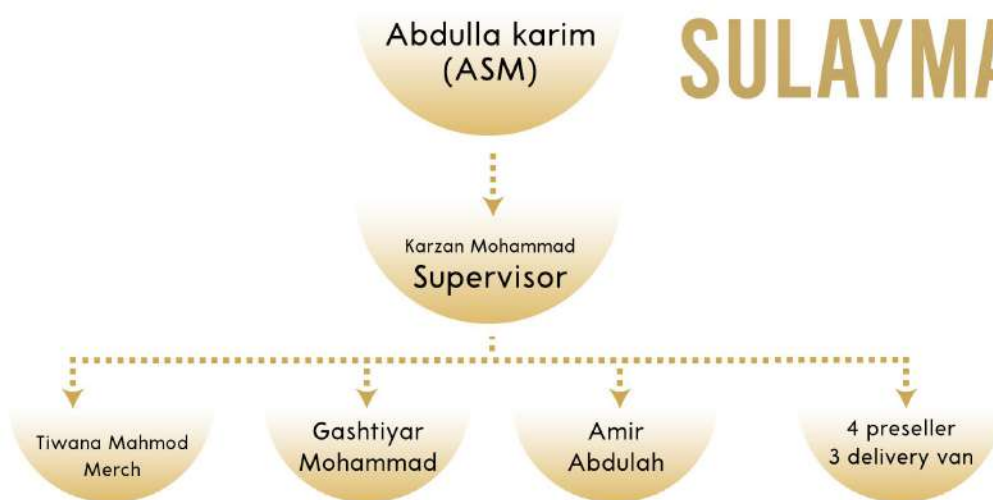 Abdulla karim
(ASM)
SULAYMA
Karzan Mohammad
Supervisor
Tiwana Mahmod
Merch
Gashtiyar
Mohammad
Amir
Abdulah
4 preseller
3 delivery van